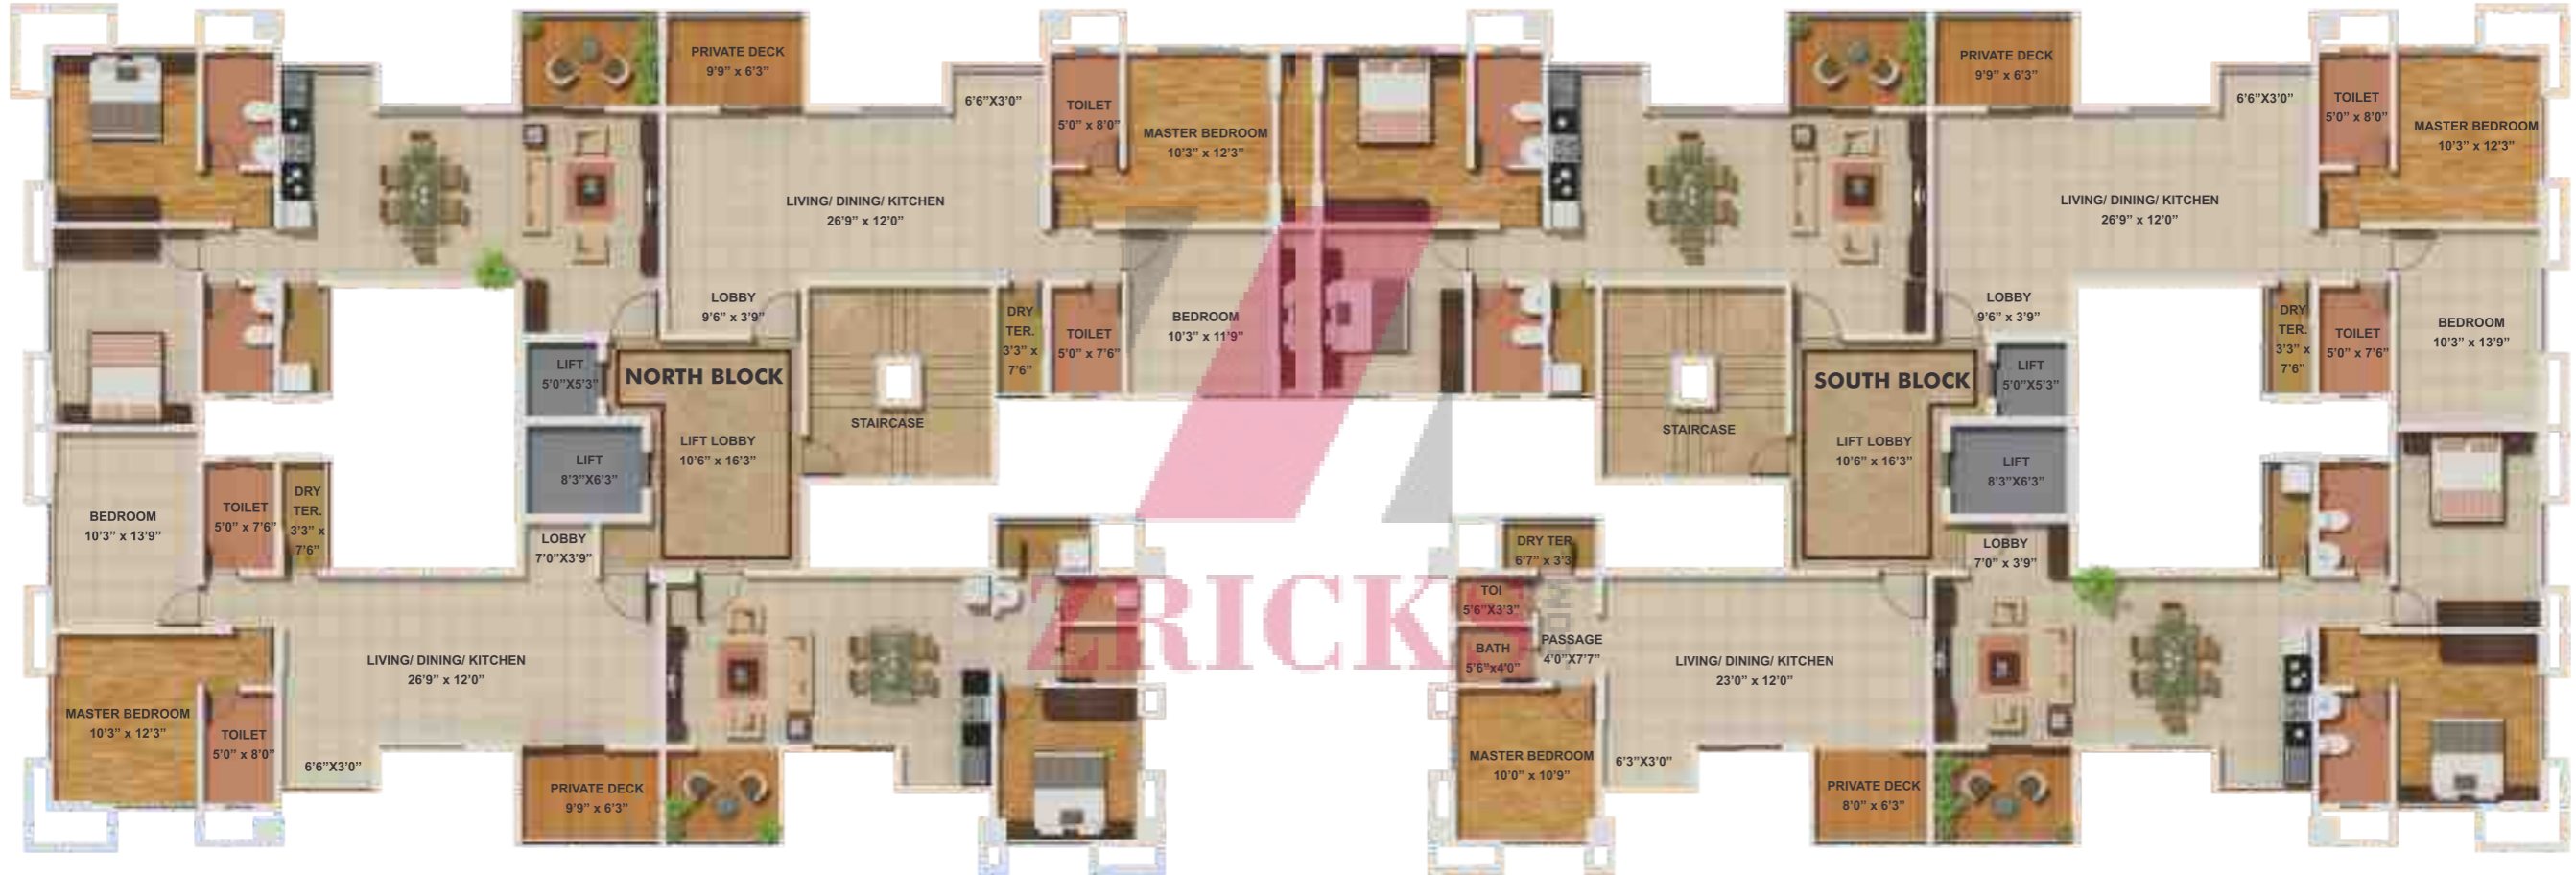 PRIVATE DECK
9'9" x 6'3"
6'6"X3'0"
TOILET
5'0" x 8'0"
MASTER BEDROOM
10'3" x 12'3"
LIVING/ DINING/ KITCHEN
26'9" x 12'0"
LOBBY
9'6" x 3'9"
DRY
TER.
3'3" x
7'6"
TOILET
5'0" x 7'6"
BEDROOM
10'3" x 11'9"
LIFT
5'0"X5'3"
NORTH BLOCK
STAIRCASE
LIFT LOBBY
10'6" x 16'3"
LIFT
8'3"X6'3"
BEDROOM
10'3" x 13'9"
TOILET
5'0" x 7'6"
DRY
TER.
3'3" x
7'6"
LOBBY
7'0"X3'9"
LIVING/ DINING/ KITCHEN
26'9" x 12'0"
MASTER BEDROOM
10'3" x 12'3"
TOILET
5'0" x 8'0"
6'6"X3'0"
PRIVATE DECK
9'9" x 6'3"
PRIVATE DECK
9'9" x 6'3"
6'6"X3'0"
TOILET
5'0" x 8'0"
MASTER BEDROOM
10'3" x 12'3"
LIVING/ DINING/ KITCHEN
26'9" x 12'0"
LOBBY
9'6" x 3'9"
DRY
TER.
3'3" x
7'6"
TOILET
5'0" x 7'6"
BEDROOM
10'3" x 13'9"
LIFT
5'0"X5'3"
SOUTH BLOCK
STAIRCASE
LIFT LOBBY
10'6" x 16'3"
LIFT
8'3"X6'3"
LOBBY
7'0" x 3'9"
DRY TER.
6'7" x 3'3"
TOI
5'6"X3'3"
BATH
5'6"x4'0"
PASSAGE
4'0"X7'7"
LIVING/ DINING/ KITCHEN
23'0" x 12'0"
MASTER BEDROOM
10'0" x 10'9"
6'3"X3'0"
PRIVATE DECK
8'0" x 6'3"
ZRICKS